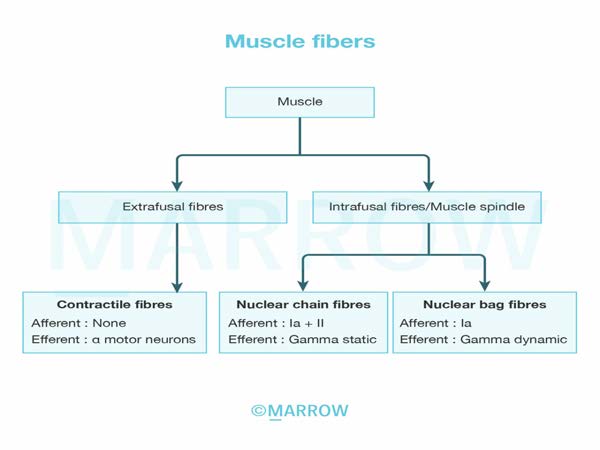 Muscle fibers
Muscle
Extrafusal fibres
Intrafusal fibres/Muscle spindle
Contractile fibres
Afferent : None
Efferent : α motor neurons
Nuclear chain fibres
Afferent : Ia + II
Efferent : Gamma static
Nuclear bag fibres
Afferent : Ia
Efferent : Gamma dynamic
MARROW
©MARROW